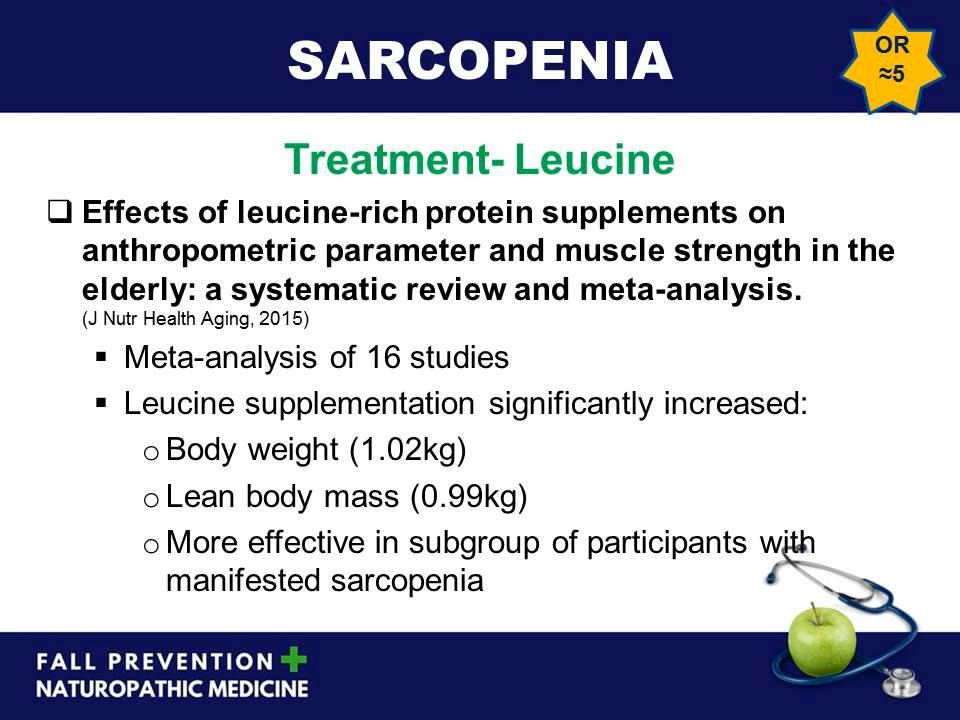 SARCOPENIA
OR
≈5
Treatment- Leucine
❑ Effects of leucine-rich protein supplements on
anthropometric parameter and muscle strength in the
elderly: a systematic review and meta-analysis.
(J Nutr Health Aging, 2015)
▪ Meta-analysis of 16 studies
▪ Leucine supplementation significantly increased:
o Body weight (1.02kg)
o Lean body mass (0.99kg)
o More effective in subgroup of participants with
manifested sarcopenia
FALL PREVENTION +
NATUROPATHIC MEDICINE